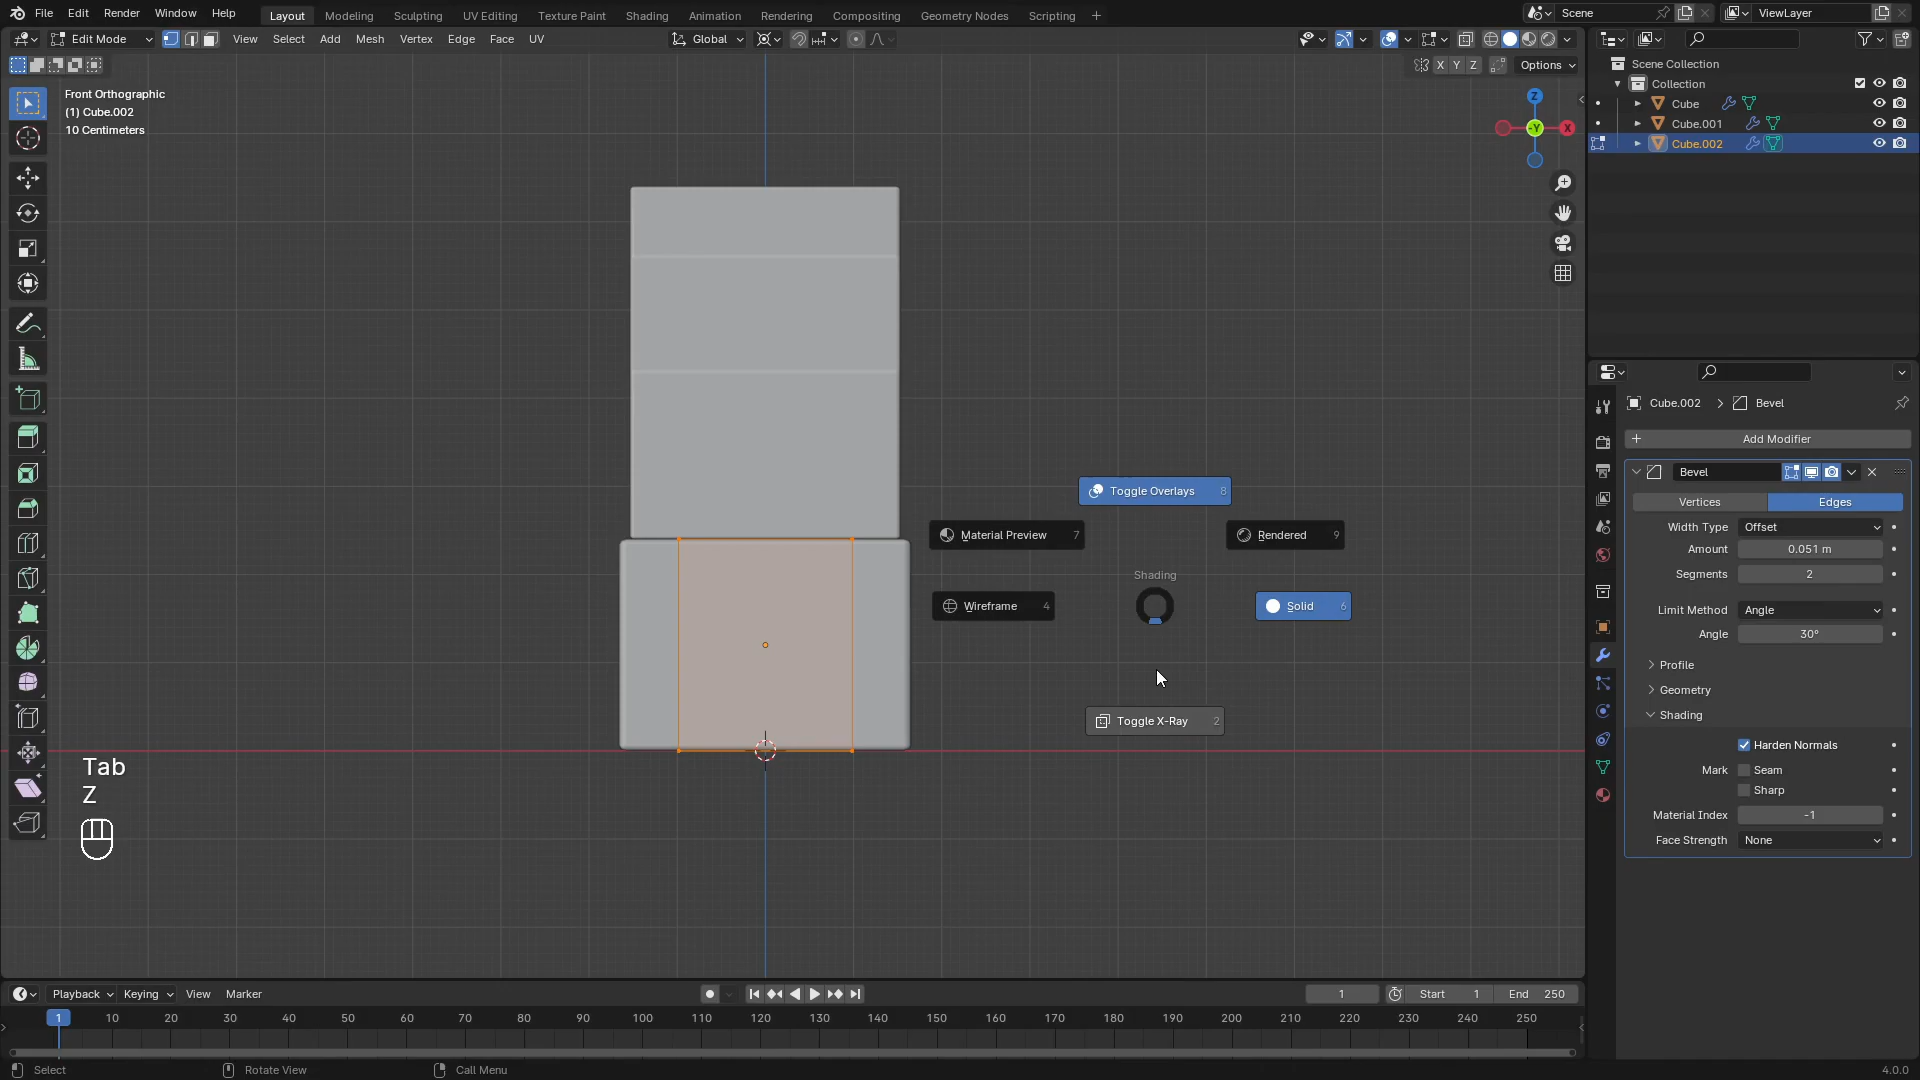 File Edit Render Window Help Layout Modeling Sculpting UV Editing Texture Paint Shading Animation Rendering Compositing Geometry Nodes Scripting + Scene ViewLayer
Edit Mode View Select Add Mesh Vertex Edge Face UV Global
X Y Z Options
Front Orthographic
(1) Cube.002
10 Centimeters
Z
-Y X
Toggle Overlays 8
Material Preview 7
Rendered 9
Shading
Wireframe 4
Solid 6
Toggle X-Ray 2
Tab
Z
Scene Collection
Collection
Cube
Cube.001
Cube.002
Cube.002 > Bevel
+ Add Modifier
Bevel
Vertices Edges
Width Type Offset
Amount 0.051 m
Segments 2
Limit Method Angle
Angle 30°
Profile
Geometry
Shading
Harden Normals
Mark Seam
Sharp
Material Index -1
Face Strength None
Playback Keying View Marker 1 Start 1 End 250
1 10 20 30 40 50 60 70 80 90 100 110 120 130 140 150 160 170 180 190 200 210 220 230 240 250
Select Rotate View Call Menu 4.0.0